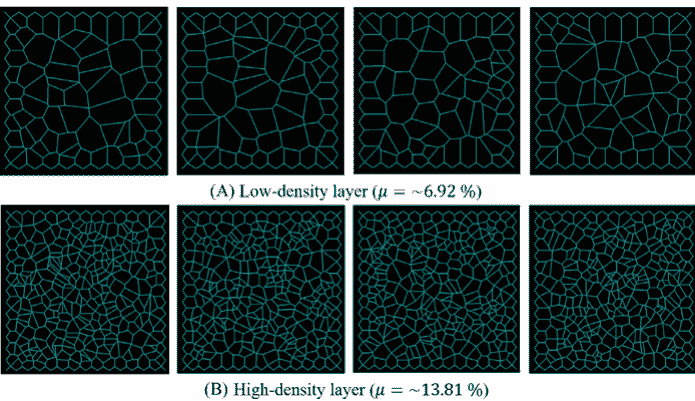 (A) Low-density layer (μ = ~6.92 %)
(B) High-density layer (μ = ~13.81 %)